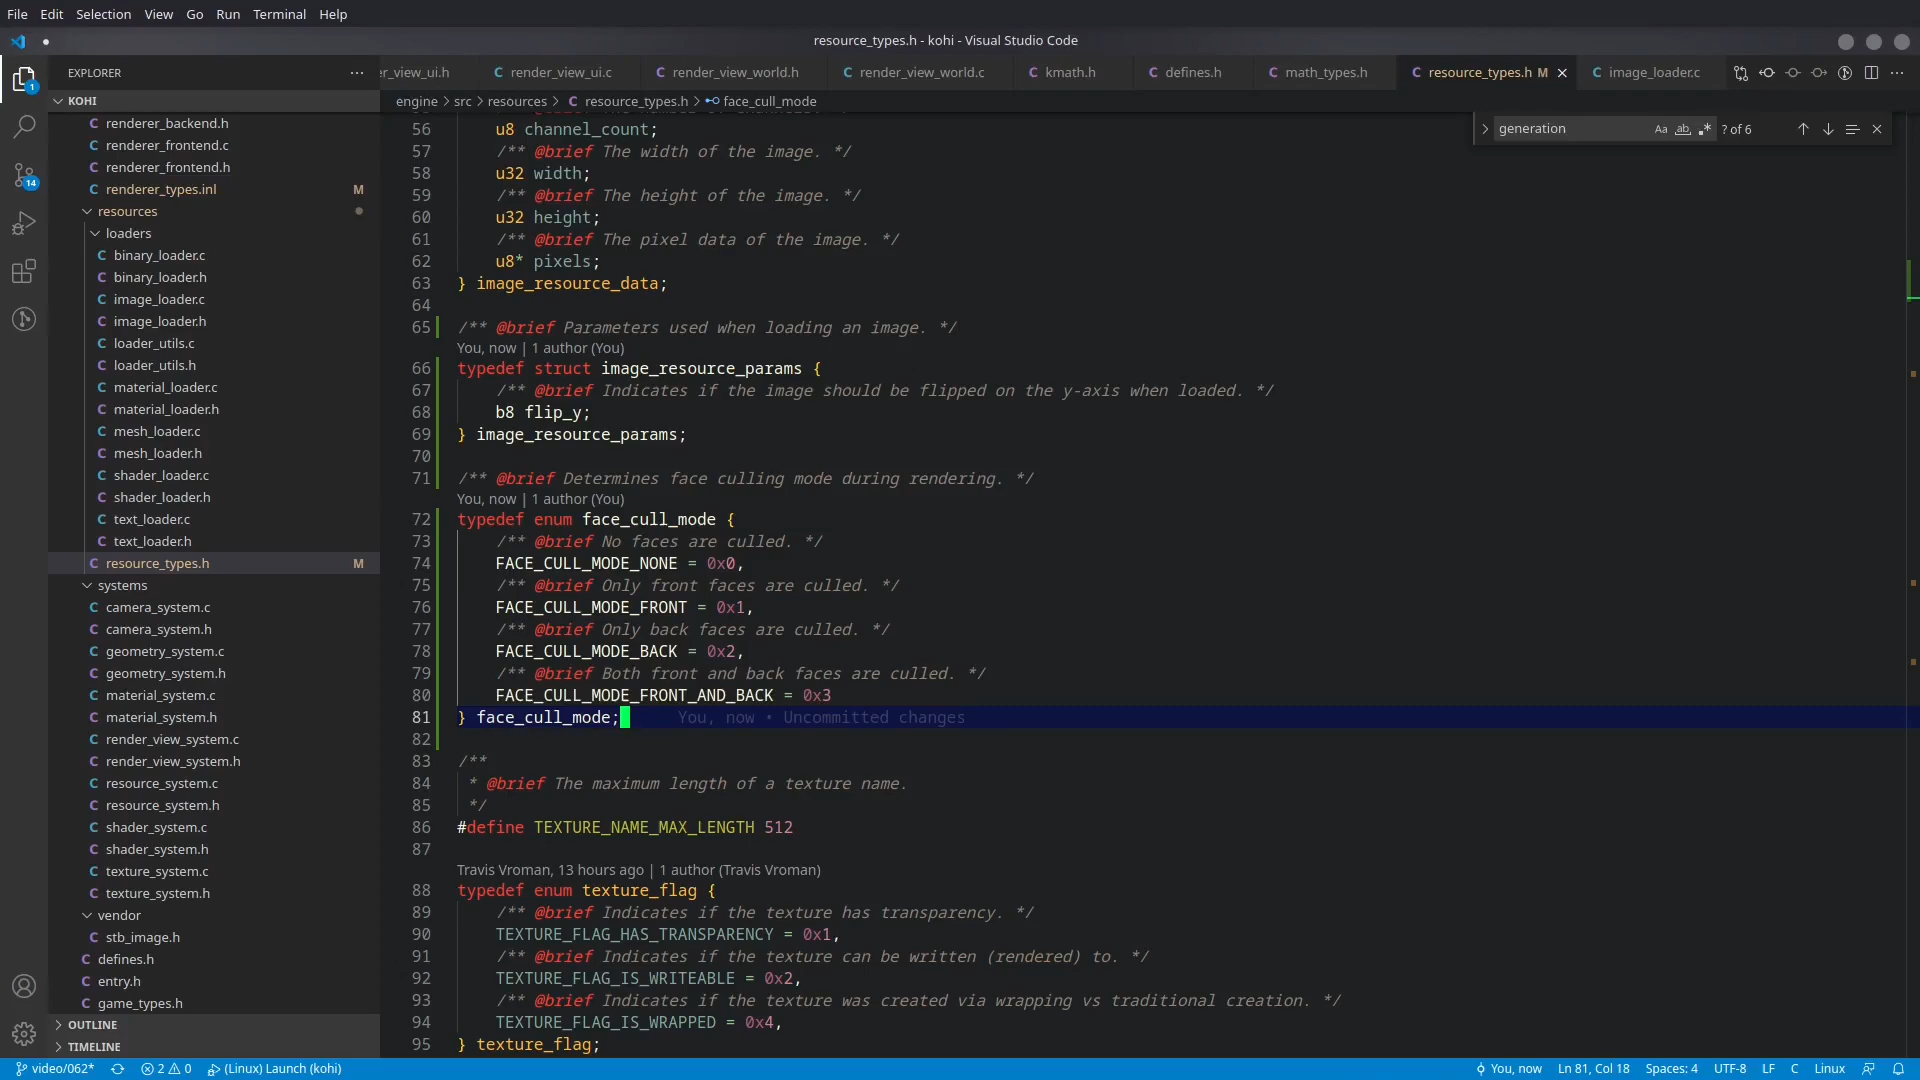 File Edit Selection View Go Run Terminal Help
resource_types.h - kohi - Visual Studio Code
EXPLORER
er_view_ui.h render_view_ui.c render_view_world.h render_view_world.c kmath.h defines.h math_types.h resource_types.h M image_loader.c
KOHI
engine > src > resources > C resource_types.h > face_cull_mode
generation Aa ab .* ? of 6
renderer_backend.h
renderer_frontend.c
renderer_frontend.h
renderer_types.inl M
resources
loaders
binary_loader.c
binary_loader.h
image_loader.c
image_loader.h
loader_utils.c
loader_utils.h
material_loader.c
material_loader.h
mesh_loader.c
mesh_loader.h
shader_loader.c
shader_loader.h
text_loader.c
text_loader.h
resource_types.h M
systems
camera_system.c
camera_system.h
geometry_system.c
geometry_system.h
material_system.c
material_system.h
render_view_system.c
render_view_system.h
resource_system.c
resource_system.h
shader_system.c
shader_system.h
texture_system.c
texture_system.h
vendor
stb_image.h
defines.h
entry.h
game_types.h
OUTLINE
TIMELINE
1
14
56 u8 channel_count;
57 /** @brief The width of the image. */
58 u32 width;
59 /** @brief The height of the image. */
60 u32 height;
61 /** @brief The pixel data of the image. */
62 u8* pixels;
63 } image_resource_data;
64
65 /** @brief Parameters used when loading an image. */
You, now | 1 author (You)
66 typedef struct image_resource_params {
67 /** @brief Indicates if the image should be flipped on the y-axis when loaded. */
68 b8 flip_y;
69 } image_resource_params;
70
71 /** @brief Determines face culling mode during rendering. */
You, now | 1 author (You)
72 typedef enum face_cull_mode {
73 /** @brief No faces are culled. */
74 FACE_CULL_MODE_NONE = 0x0,
75 /** @brief Only front faces are culled. */
76 FACE_CULL_MODE_FRONT = 0x1,
77 /** @brief Only back faces are culled. */
78 FACE_CULL_MODE_BACK = 0x2,
79 /** @brief Both front and back faces are culled. */
80 FACE_CULL_MODE_FRONT_AND_BACK = 0x3
81 } face_cull_mode; You, now • Uncommitted changes
82
83 /**
84 * @brief The maximum length of a texture name.
85 */
86 #define TEXTURE_NAME_MAX_LENGTH 512
87
Travis Vroman, 13 hours ago | 1 author (Travis Vroman)
88 typedef enum texture_flag {
89 /** @brief Indicates if the texture has transparency. */
90 TEXTURE_FLAG_HAS_TRANSPARENCY = 0x1,
91 /** @brief Indicates if the texture can be written (rendered) to. */
92 TEXTURE_FLAG_IS_WRITEABLE = 0x2,
93 /** @brief Indicates if the texture was created via wrapping vs traditional creation. */
94 TEXTURE_FLAG_IS_WRAPPED = 0x4,
95 } texture_flag;
video/062* 2 0 (Linux) Launch (kohi) You, now Ln 81, Col 18 Spaces: 4 UTF-8 LF C Linux